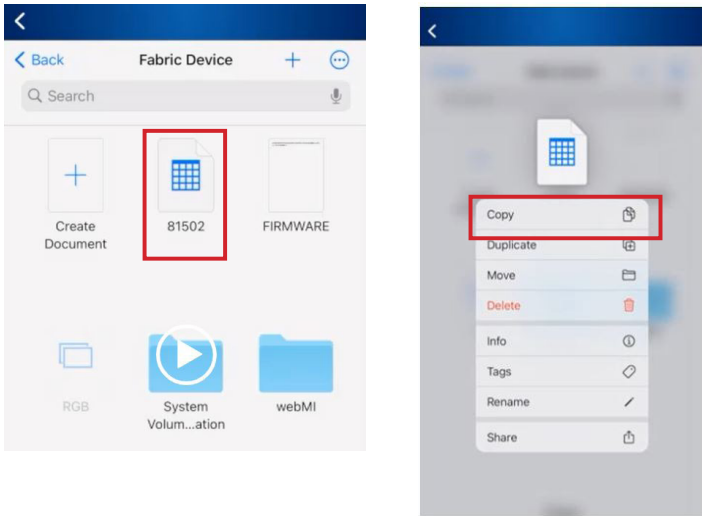 Back
Fabric Device
Search
Create
Document
81502
FIRMWARE
RGB
System
Volum...ation
webMI
Copy
Duplicate
Move
Delete
Info
Tags
Rename
Share